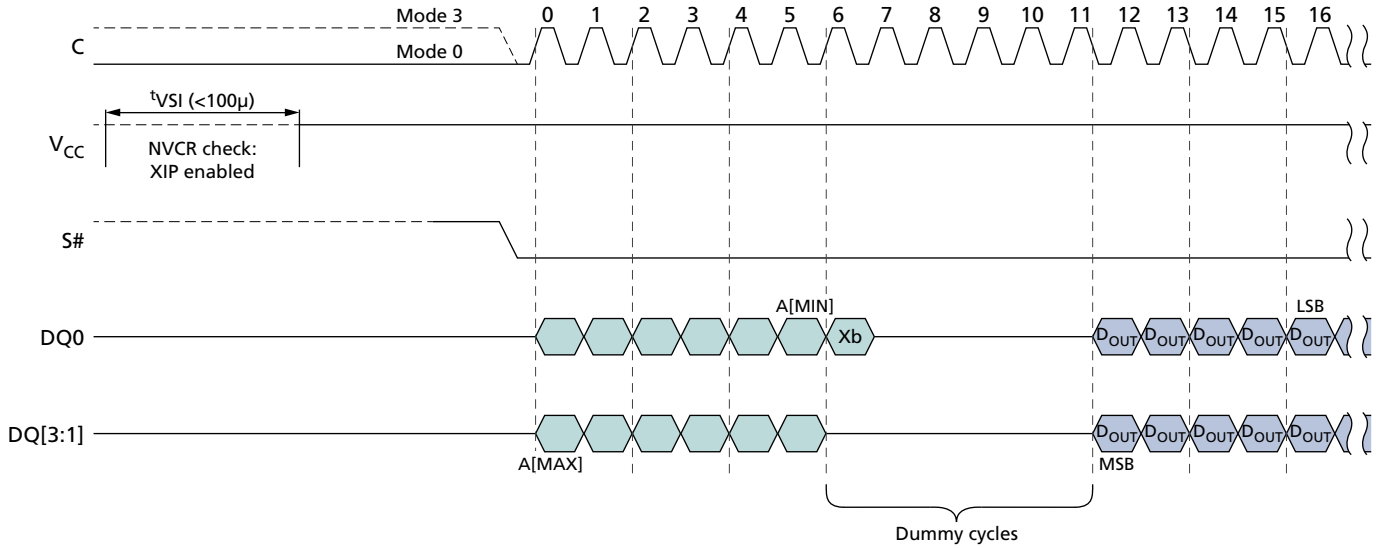 Mode 3
0 1 2 3 4 5 6 7 8 9 10 11 12 13 14 15 16
C
Mode 0
tVSI (<100µ)
VCC
NVCR check:
XIP enabled
S#
A[MIN]
LSB
DQ0
Xb
DOUT DOUT DOUT DOUT DOUT
DQ[3:1]
DOUT DOUT DOUT DOUT DOUT
A[MAX]
MSB
Dummy cycles